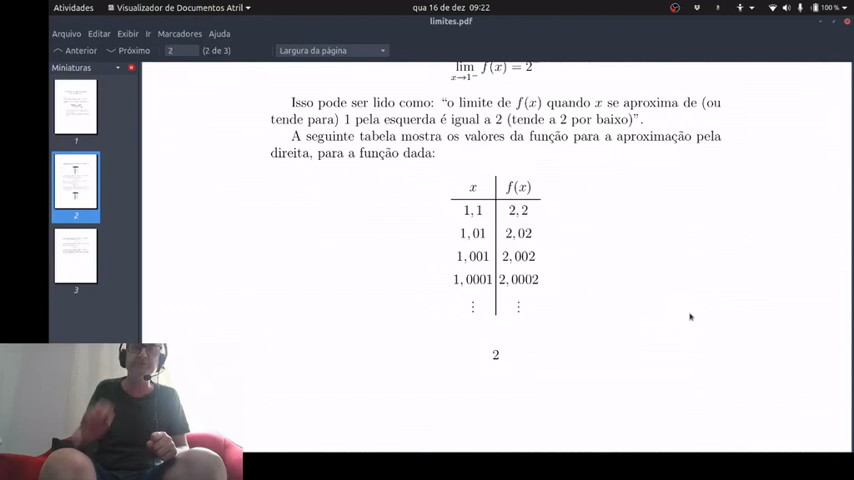 Atividades Visualizador de Documentos Atril qua 16 de dez 09:22 100 %
limites.pdf
Arquivo Editar Exibir Ir Marcadores Ajuda
Anterior Próximo 2 (2 de 3) Largura da página
Miniaturas
1
2
3
lim f(x) = 2
x→1⁻
Isso pode ser lido como: “o limite de f(x) quando x se aproxima de (ou
tende para) 1 pela esquerda é igual a 2 (tende a 2 por baixo)”.
A seguinte tabela mostra os valores da função para a aproximação pela
direita, para a função dada:
x f(x)
1,1 2,2
1,01 2,02
1,001 2,002
1,0001 2,0002
⋮ ⋮
2